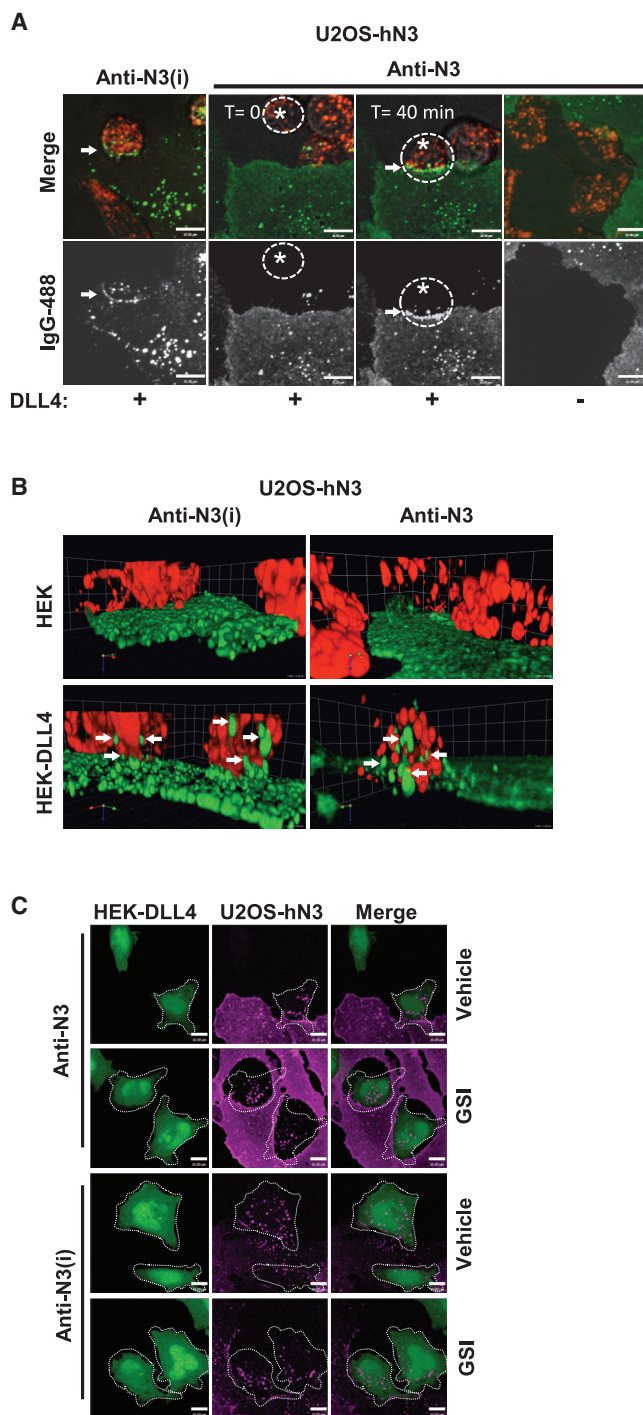 A
U2OS-hN3
Anti-N3(i) Anti-N3
Merge
T= 0
*
T= 40 min
*
IgG-488
*
*
DLL4: + + + -
B
U2OS-hN3
Anti-N3(i) Anti-N3
HEK
HEK-DLL4
C
HEK-DLL4 U2OS-hN3 Merge
Anti-N3
Vehicle
GSI
Anti-N3(i)
Vehicle
GSI